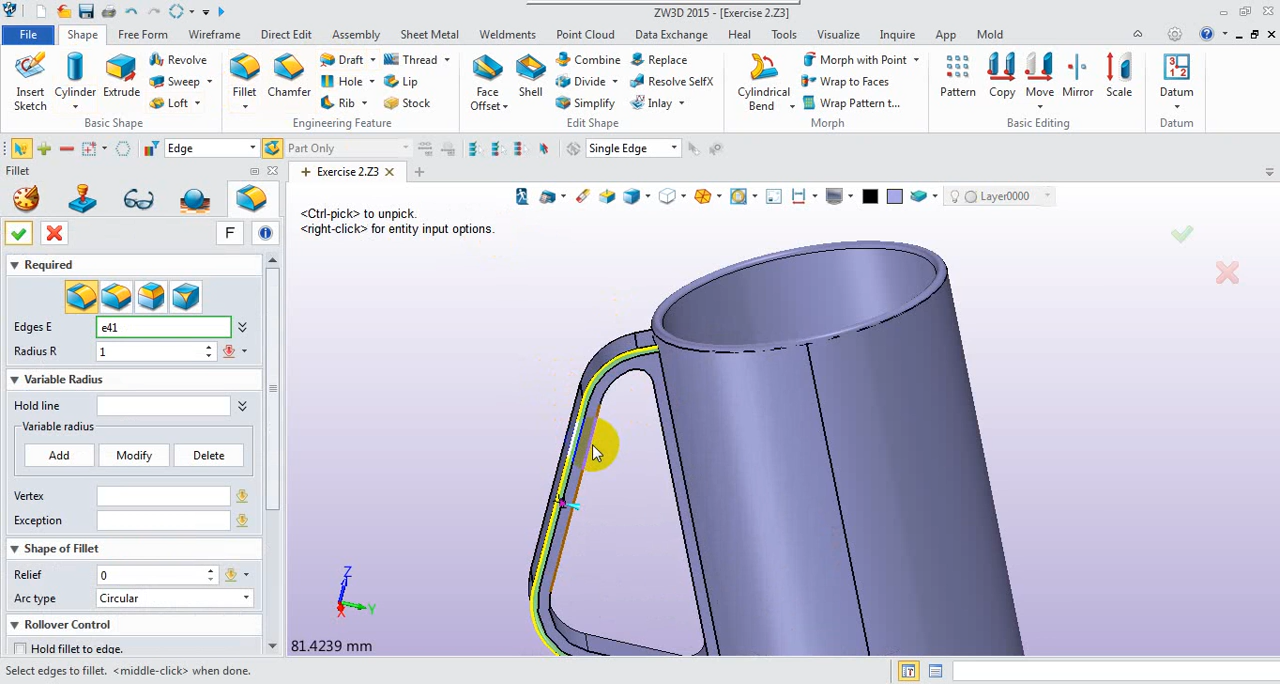 ZW3D 2015 - [Exercise 2.Z3]
File Shape Free Form Wireframe Direct Edit Assembly Sheet Metal Weldments Point Cloud Data Exchange Heal Tools Visualize Inquire App Mold
Insert Sketch Cylinder Extrude Revolve Sweep Loft
Basic Shape
Fillet Chamfer Draft Hole Rib Thread Lip Stock
Engineering Feature
Face Offset Shell Combine Divide Simplify Replace Resolve SelfX Inlay
Edit Shape
Cylindrical Bend Morph with Point Wrap to Faces Wrap Pattern t...
Morph
Pattern Copy Move Mirror Scale
Basic Editing
Datum
Datum
Edge Part Only Single Edge
Fillet
Exercise 2.Z3
Layer0000
<Ctrl-pick> to unpick.
<right-click> for entity input options.
F
Required
Edges E e41
Radius R 1
Variable Radius
Hold line
Variable radius
Add Modify Delete
Vertex
Exception
Shape of Fillet
Relief 0
Arc type Circular
Rollover Control
Hold fillet to edge.
Z
Y
X
81.4239 mm
Select edges to fillet. <middle-click> when done.